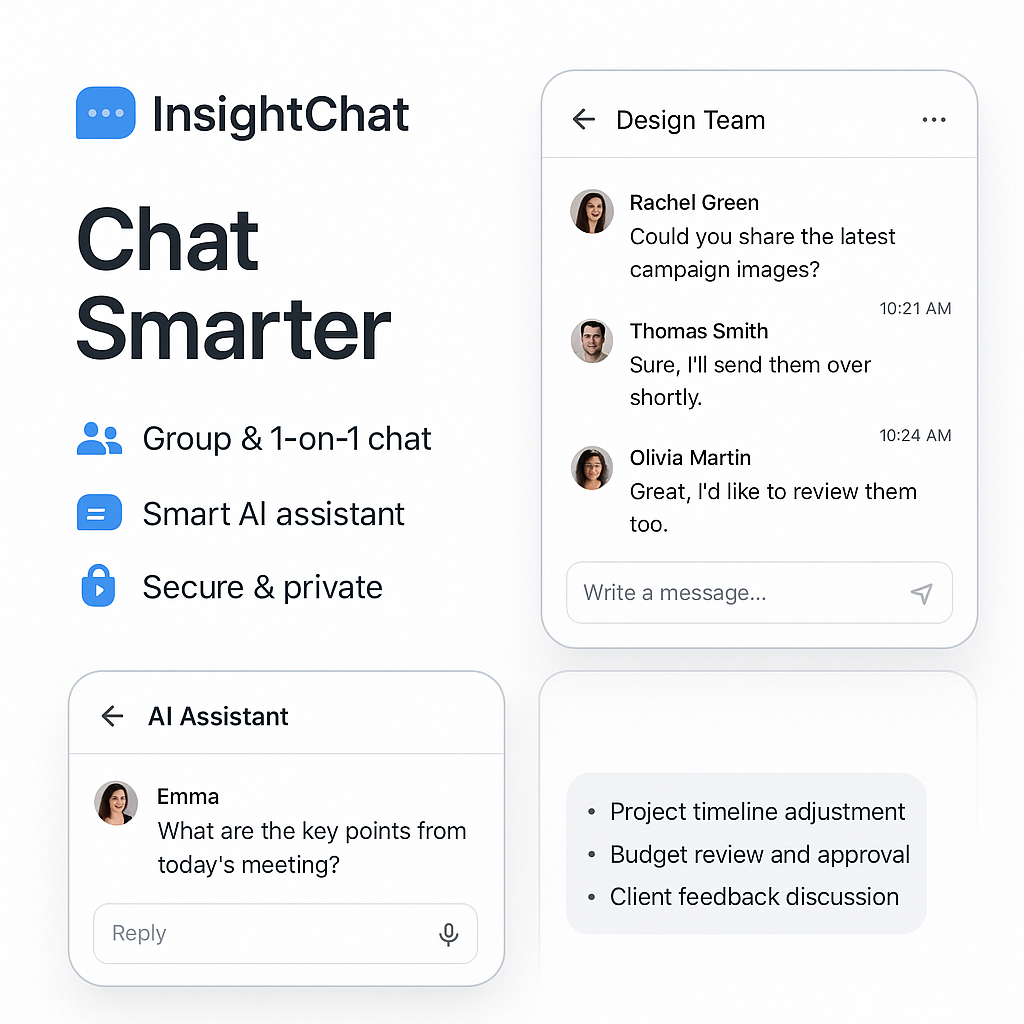 InsightChat
Chat
Smarter
Group & 1-on-1 chat
Smart AI assistant
Secure & private
Design Team
Rachel Green
Could you share the latest
campaign images?
10:21 AM
Thomas Smith
Sure, I'll send them over
shortly.
10:24 AM
Olivia Martin
Great, I'd like to review them
too.
Write a message...
AI Assistant
Emma
What are the key points from
today's meeting?
Reply
• Project timeline adjustment
• Budget review and approval
• Client feedback discussion